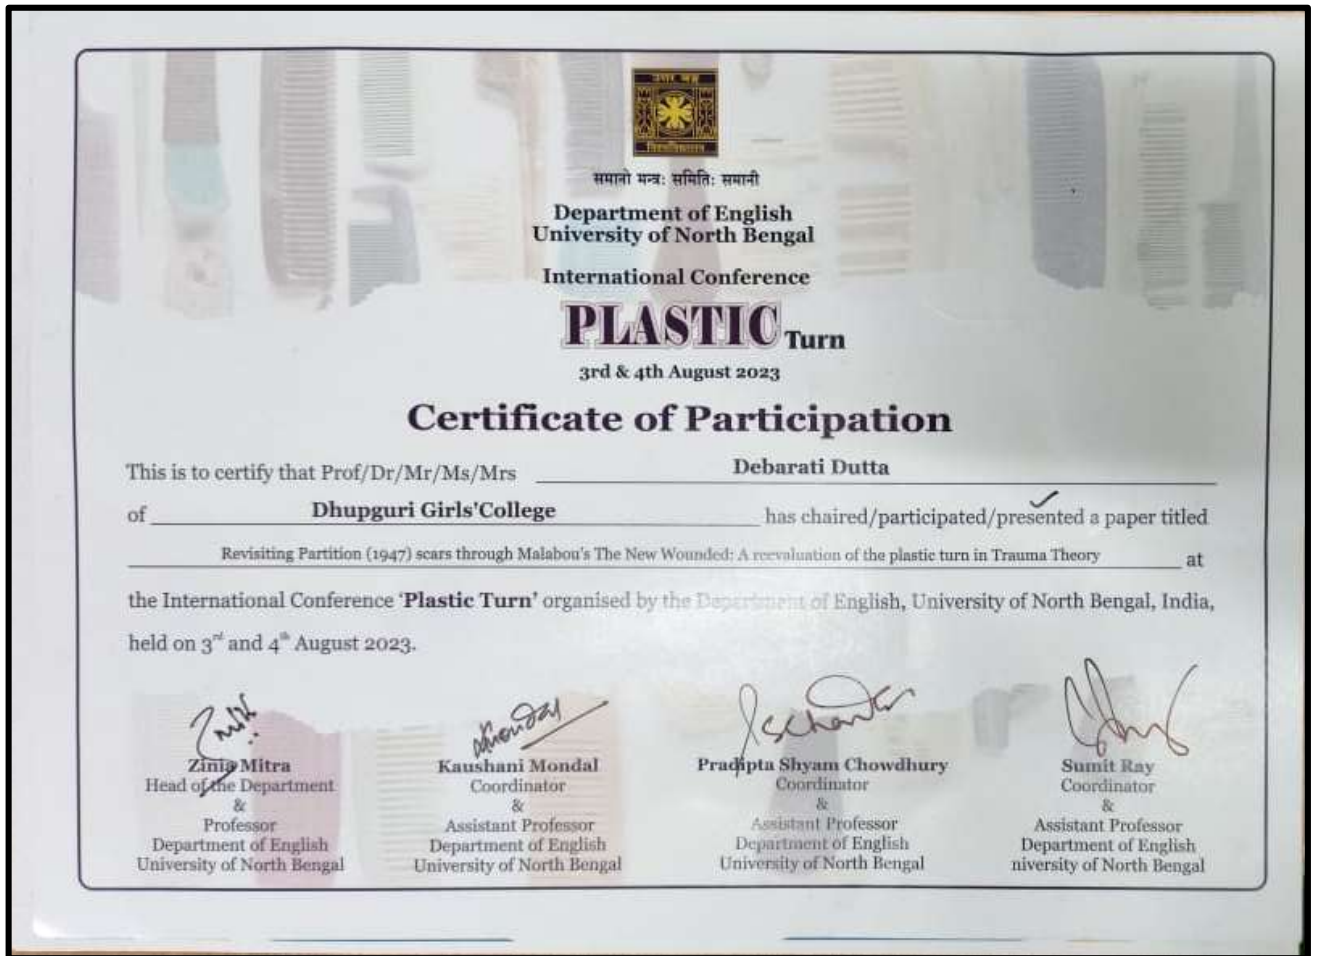 उत्तर बङ्ग
विश्वविद्यालय
समानो मन्त्र: समिति: समानी
Department of English
University of North Bengal
International Conference
PLASTIC Turn
3rd & 4th August 2023
Certificate of Participation
This is to certify that Prof/Dr/Mr/Ms/Mrs Debarati Dutta
of Dhupguri Girls'College has chaired/participated/presented a paper titled
Revisiting Partition (1947) scars through Malabou's The New Wounded: A reevaluation of the plastic turn in Trauma Theory at
the International Conference 'Plastic Turn' organised by the Department of English, University of North Bengal, India,
held on 3rd and 4th August 2023.
Zinia Mitra Kaushani Mondal Pradipta Shyam Chowdhury Sumit Ray
Head of the Department Coordinator Coordinator Coordinator
& & & &
Professor Assistant Professor Assistant Professor Assistant Professor
Department of English Department of English Department of English Department of English
University of North Bengal University of North Bengal University of North Bengal niversity of North Bengal